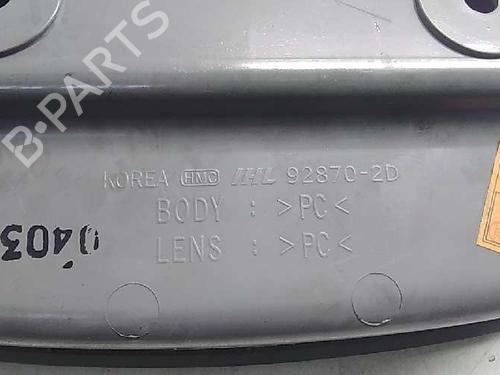 B-PARTS
KOREA HMC IHL 92870-2D
BODY : >PC<
LENS : >PC<
0403